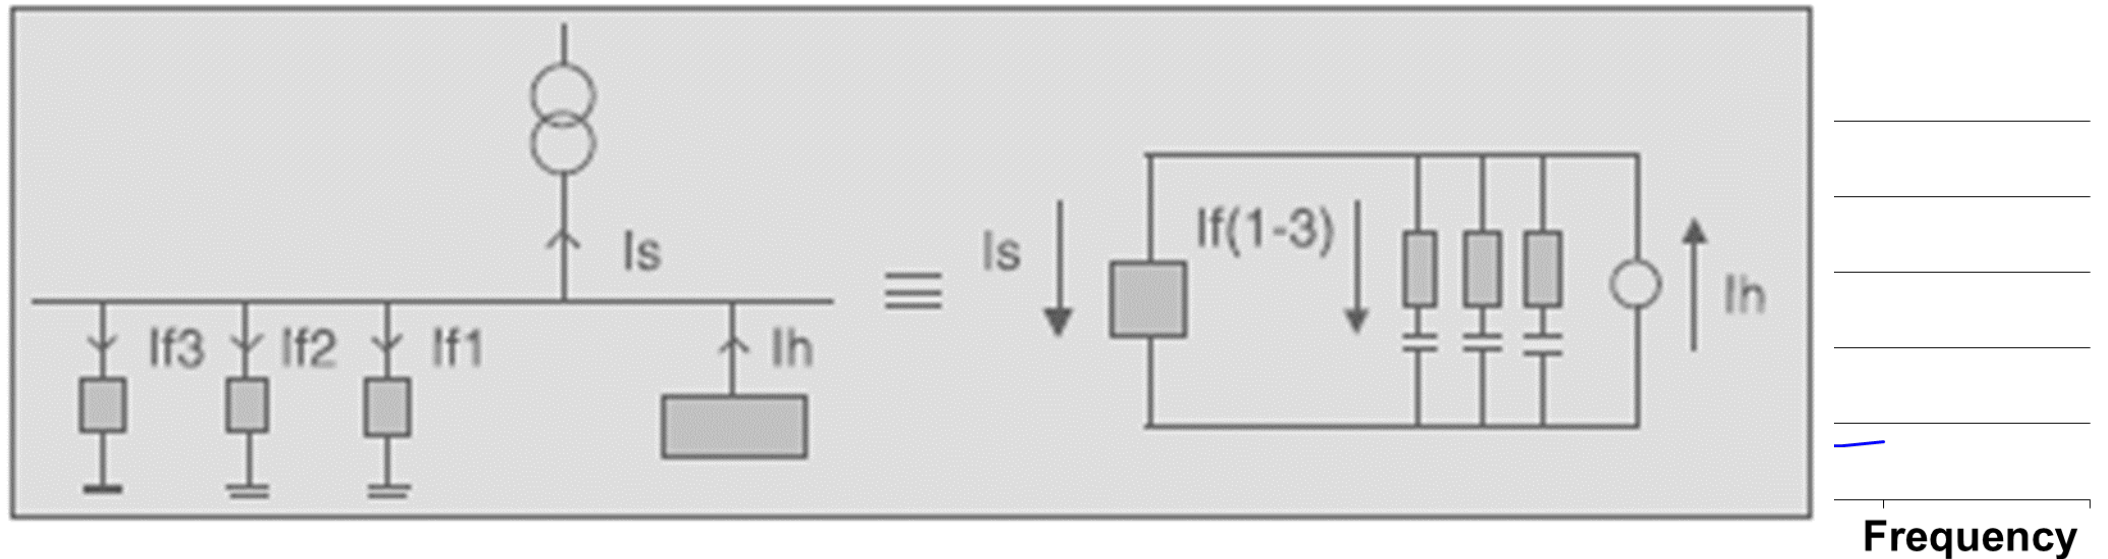 Is
If3
If2
If1
Ih
Is
If(1-3)
Ih
Frequency